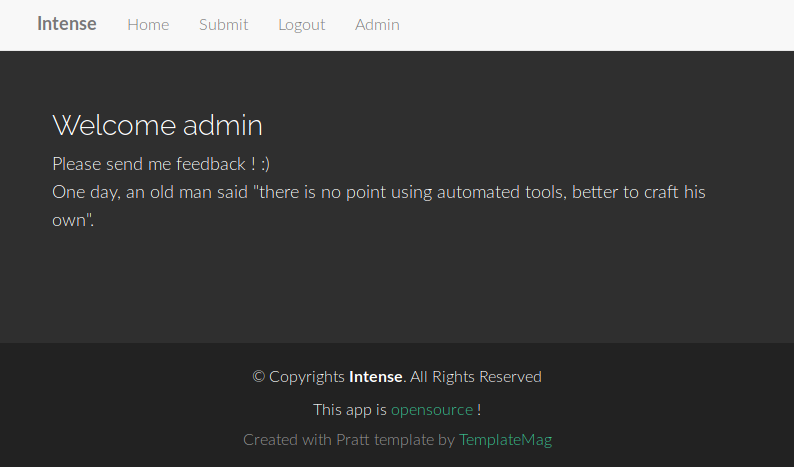 Intense Home Submit Logout Admin
Welcome admin
Please send me feedback ! :)
One day, an old man said "there is no point using automated tools, better to craft his
own".
© Copyrights Intense. All Rights Reserved
This app is opensource !
Created with Pratt template by TemplateMag